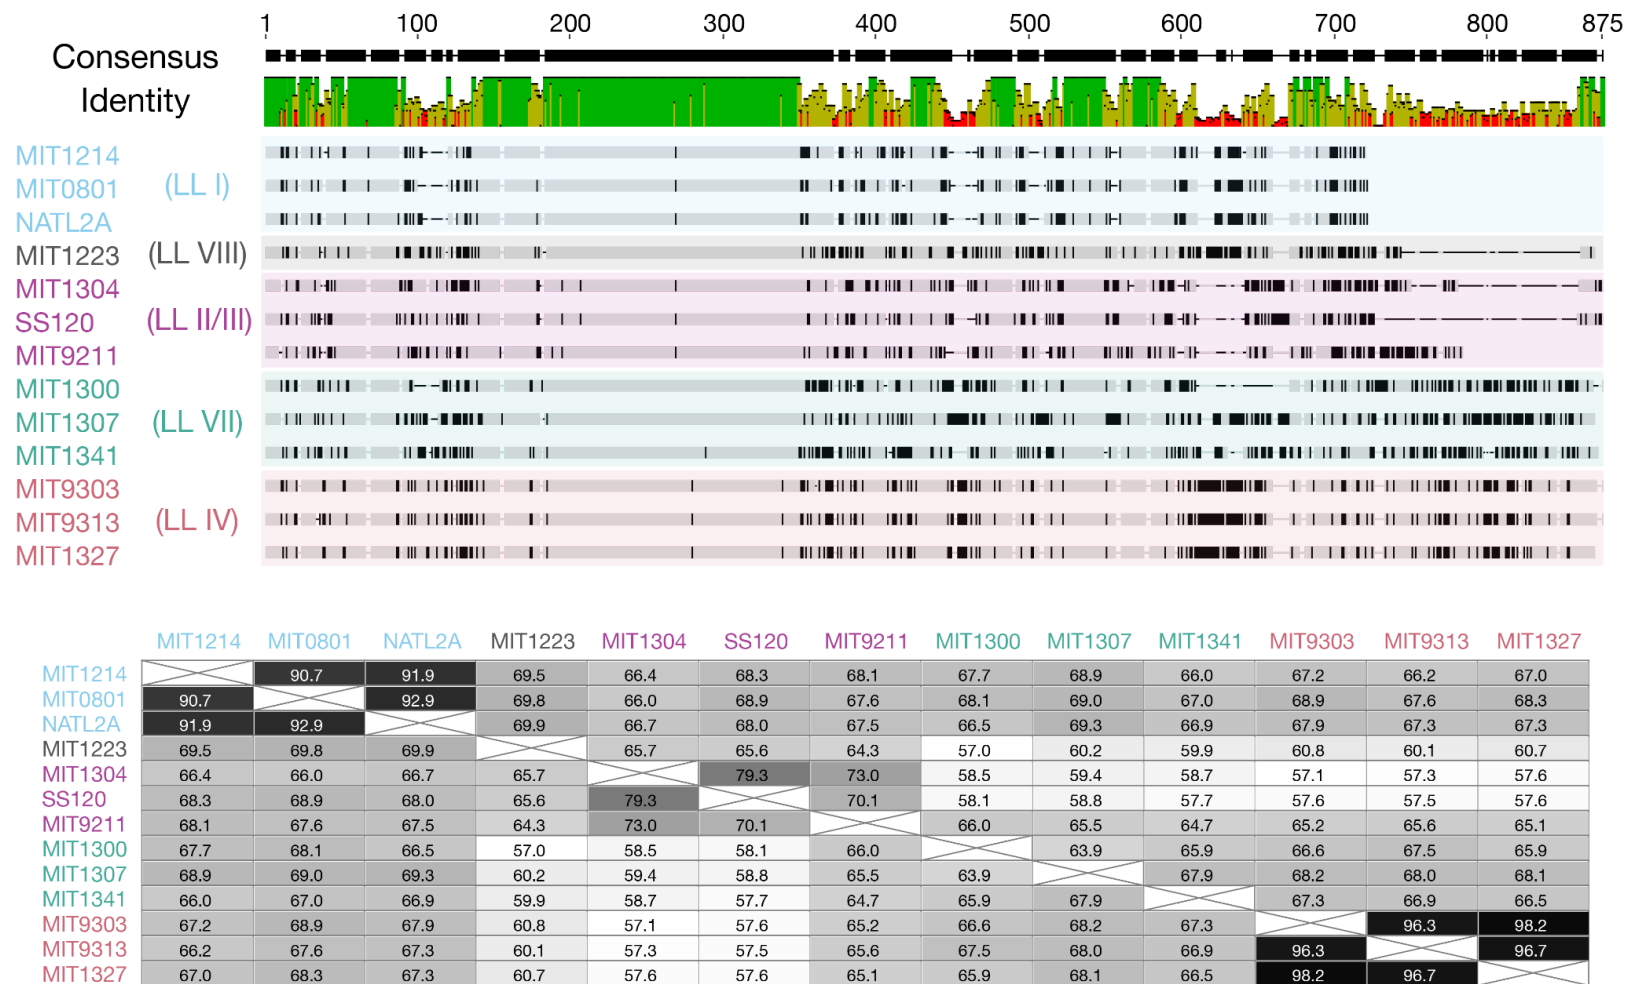 1 100 200 300 400 500 600 700 800 875
Consensus
Identity
MIT1214
MIT0801 (LL I)
NATL2A
MIT1223 (LL VIII)
MIT1304
SS120 (LL II/III)
MIT9211
MIT1300
MIT1307 (LL VII)
MIT1341
MIT9303
MIT9313 (LL IV)
MIT1327
MIT1214 MIT0801 NATL2A MIT1223 MIT1304 SS120 MIT9211 MIT1300 MIT1307 MIT1341 MIT9303 MIT9313 MIT1327
MIT1214 90.7 91.9 69.5 66.4 68.3 68.1 67.7 68.9 66.0 67.2 66.2 67.0
MIT0801 90.7 92.9 69.8 66.0 68.9 67.6 68.1 69.0 67.0 68.9 67.6 68.3
NATL2A 91.9 92.9 69.9 66.7 68.0 67.5 66.5 69.3 66.9 67.9 67.3 67.3
MIT1223 69.5 69.8 69.9 65.7 65.6 64.3 57.0 60.2 59.9 60.8 60.1 60.7
MIT1304 66.4 66.0 66.7 65.7 79.3 73.0 58.5 59.4 58.7 57.1 57.3 57.6
SS120 68.3 68.9 68.0 65.6 79.3 70.1 58.1 58.8 57.7 57.6 57.5 57.6
MIT9211 68.1 67.6 67.5 64.3 73.0 70.1 66.0 65.5 64.7 65.2 65.6 65.1
MIT1300 67.7 68.1 66.5 57.0 58.5 58.1 66.0 63.9 65.9 66.6 67.5 65.9
MIT1307 68.9 69.0 69.3 60.2 59.4 58.8 65.5 63.9 67.9 68.2 68.0 68.1
MIT1341 66.0 67.0 66.9 59.9 58.7 57.7 64.7 65.9 67.9 67.3 66.9 66.5
MIT9303 67.2 68.9 67.9 60.8 57.1 57.6 65.2 66.6 68.2 67.3 96.3 98.2
MIT9313 66.2 67.6 67.3 60.1 57.3 57.5 65.6 67.5 68.0 66.9 96.3 96.7
MIT1327 67.0 68.3 67.3 60.7 57.6 57.6 65.1 65.9 68.1 66.5 98.2 96.7